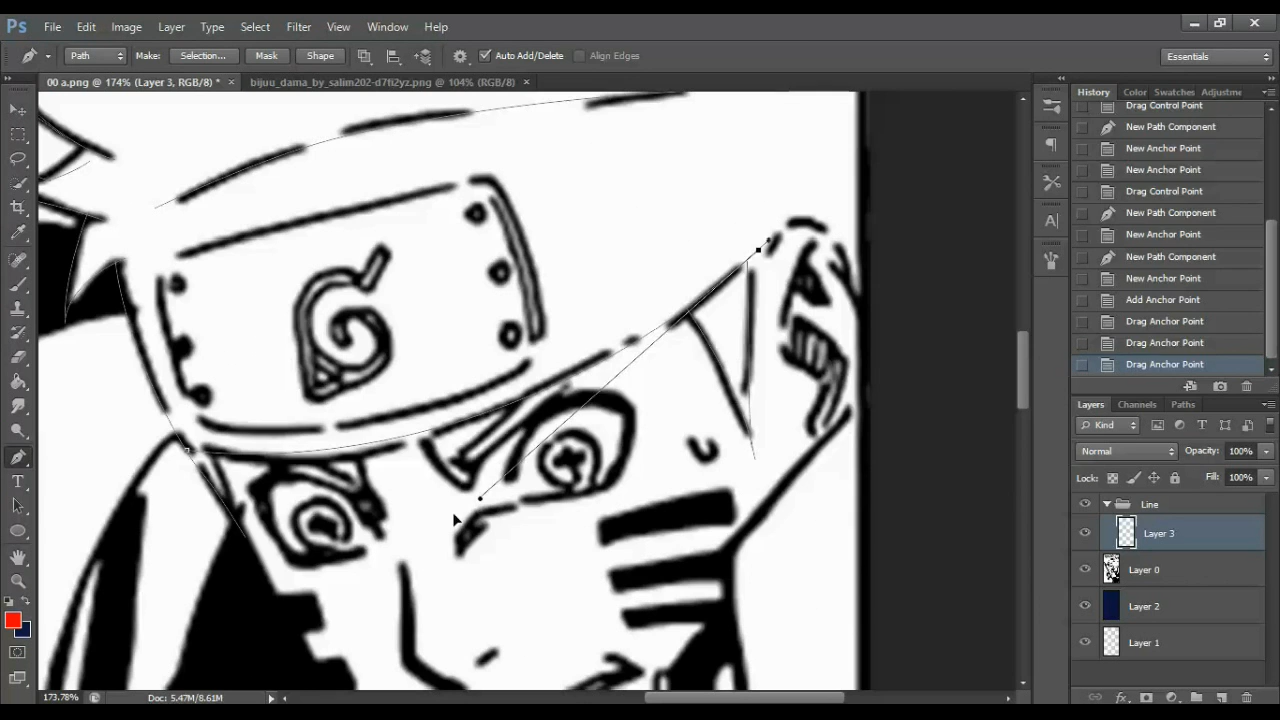 Ps File Edit Image Layer Type Select Filter View Window Help
Path Make: Selection... Mask Shape Auto Add/Delete Align Edges Essentials
00 a.png @ 174% (Layer 3, RGB/8) * × bijuu_dama_by_salim202-d7fi2yz.png @ 104% (RGB/8) ×
History Color Swatches Adjustme
Drag Control Point
New Path Component
New Anchor Point
New Anchor Point
Drag Control Point
New Path Component
New Anchor Point
New Path Component
New Anchor Point
Add Anchor Point
Drag Anchor Point
Drag Anchor Point
Drag Anchor Point
Layers Channels Paths
Kind
Normal Opacity: 100%
Lock: Fill: 100%
Line
Layer 3
Layer 0
Layer 2
Layer 1
173.78% Doc: 5.47M/8.61M